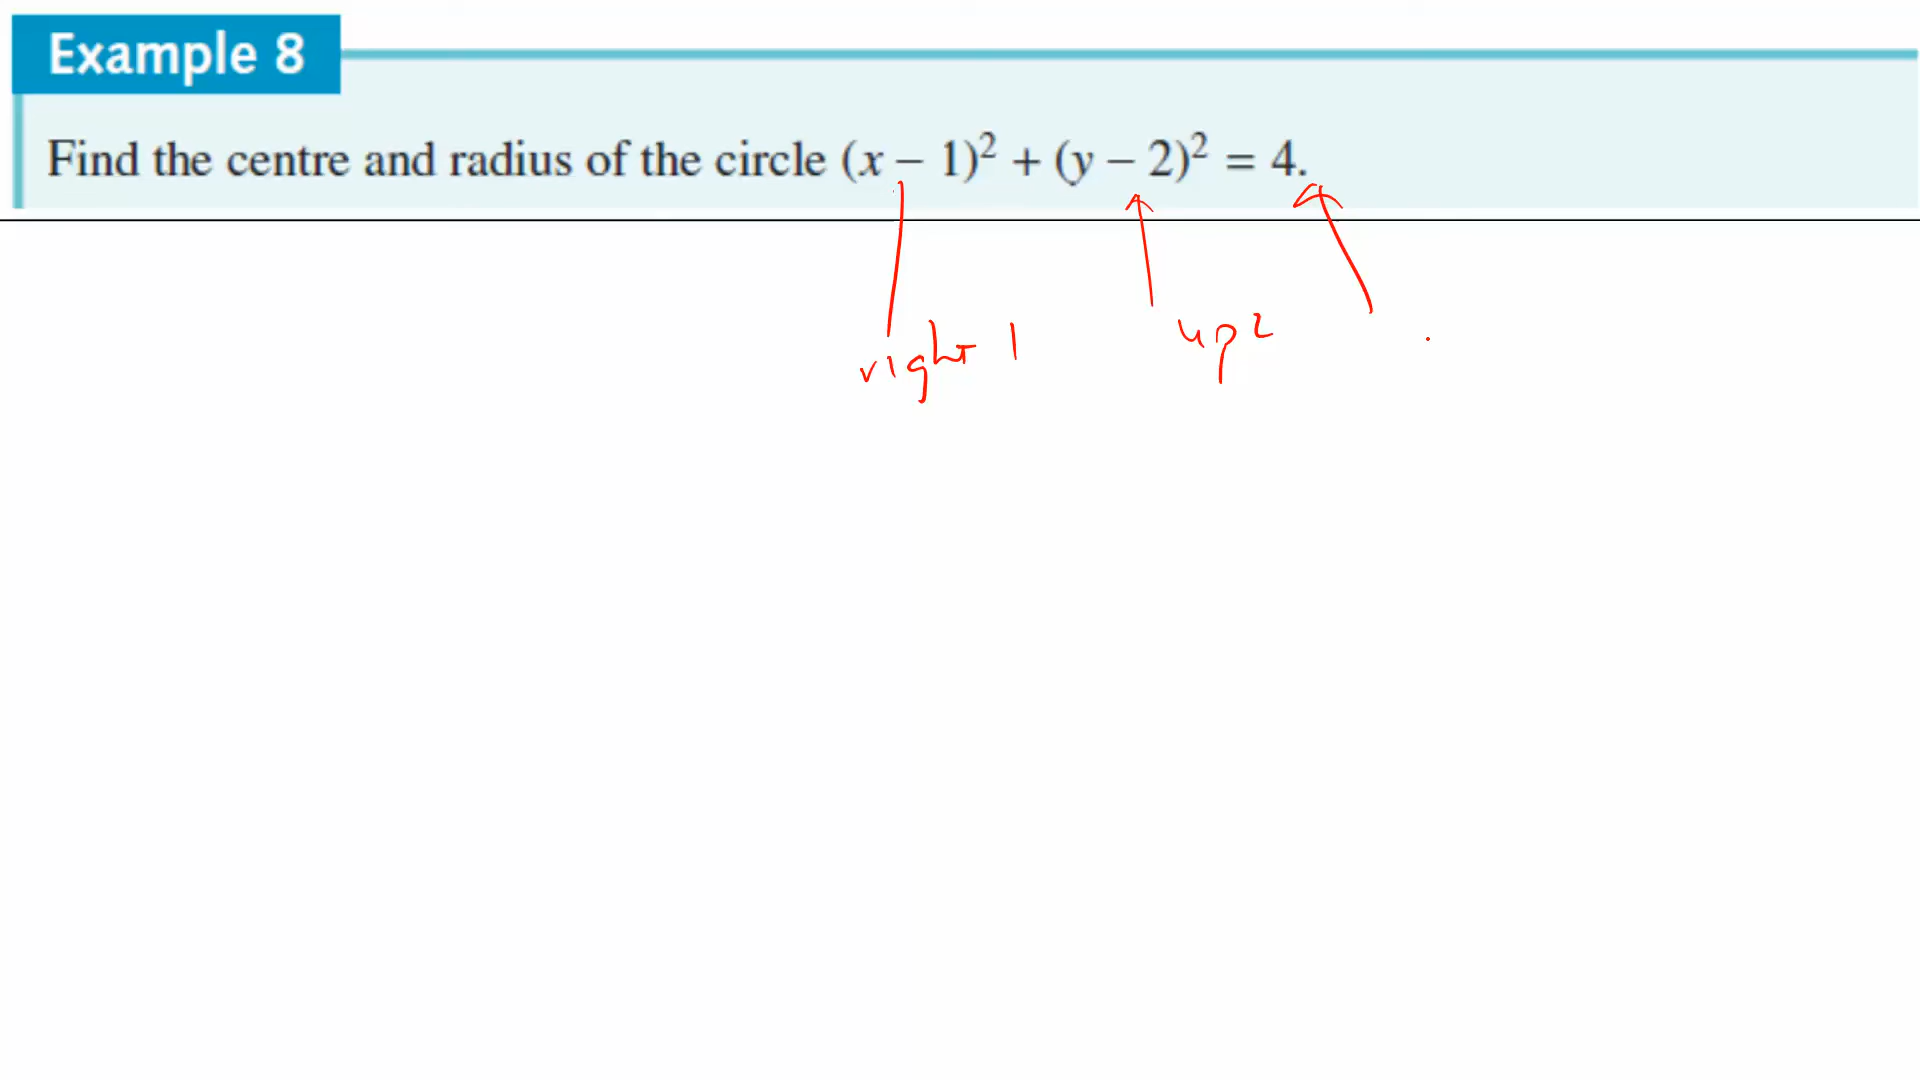 Example 8
Find the centre and radius of the circle (x − 1)² + (y − 2)² = 4.
right 1
up 2